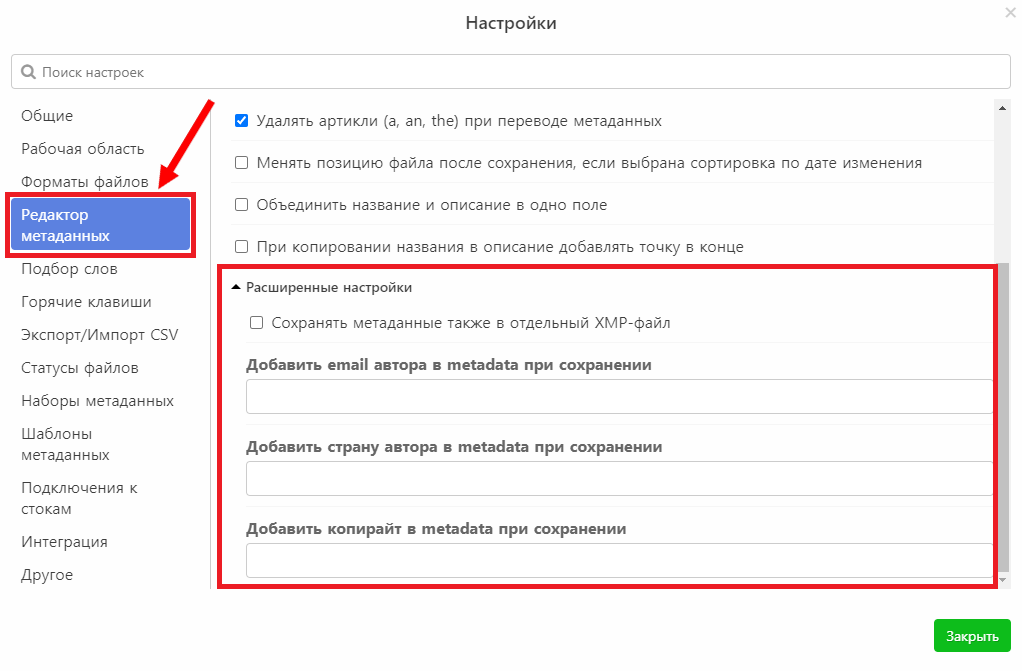 Настройки
Поиск настроек
Общие
Рабочая область
Форматы файлов
Редактор
метаданных
Подбор слов
Горячие клавиши
Экспорт/Импорт CSV
Статусы файлов
Наборы метаданных
Шаблоны
метаданных
Подключения к
стокам
Интеграция
Другое
Удалять артикли (a, an, the) при переводе метаданных
Менять позицию файла после сохранения, если выбрана сортировка по дате изменения
Объединить название и описание в одно поле
При копировании названия в описание добавлять точку в конце
Расширенные настройки
Сохранять метаданные также в отдельный XMP-файл
Добавить email автора в metadata при сохранении
Добавить страну автора в metadata при сохранении
Добавить копирайт в metadata при сохранении
Закрыть